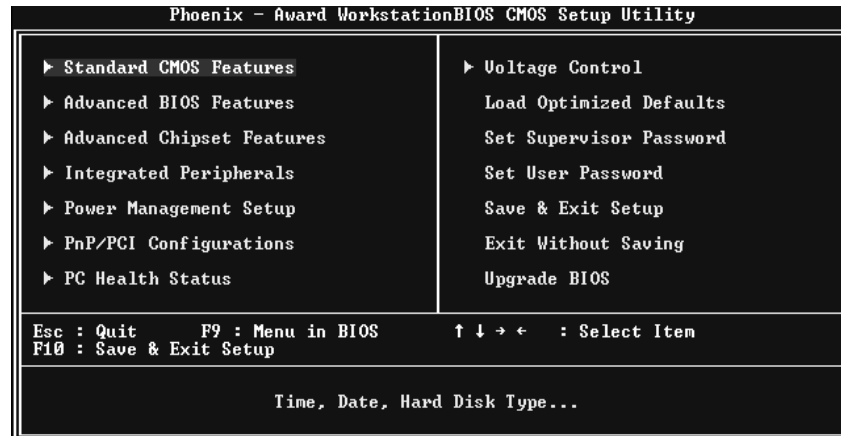 Phoenix - Award WorkstationBIOS CMOS Setup Utility
Standard CMOS Features
Advanced BIOS Features
Advanced Chipset Features
Integrated Peripherals
Power Management Setup
PnP/PCI Configurations
PC Health Status
Voltage Control
Load Optimized Defaults
Set Supervisor Password
Set User Password
Save & Exit Setup
Exit Without Saving
Upgrade BIOS
Esc : Quit F9 : Menu in BIOS ↑ ↓ → ← : Select Item
F10 : Save & Exit Setup
Time, Date, Hard Disk Type...